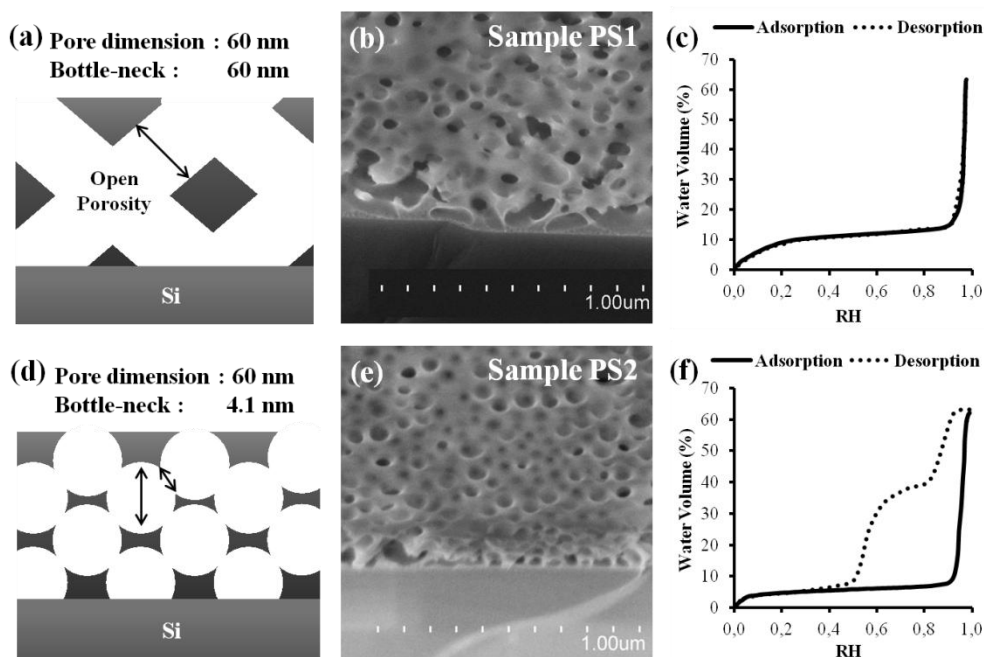 (a)
Pore dimension : 60 nm
Bottle-neck : 60 nm
Open
Porosity
Si
(b)
Sample PS1
1.00um
(c)
Adsorption Desorption
Water Volume (%)
70
60
50
40
30
20
10
0
0,0 0,2 0,4 0,6 0,8 1,0
RH
(d)
Pore dimension : 60 nm
Bottle-neck : 4.1 nm
Si
(e)
Sample PS2
1.00um
(f)
Adsorption Desorption
Water Volume (%)
70
60
50
40
30
20
10
0
0,0 0,2 0,4 0,6 0,8 1,0
RH